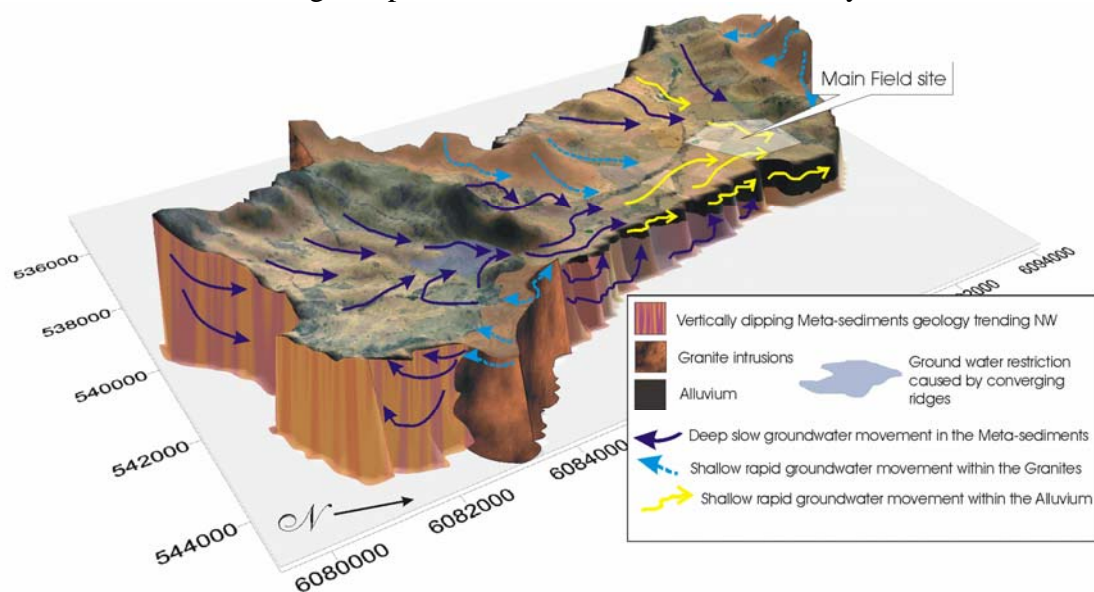 Main Field site
536000
538000
540000
542000
544000
6080000
6082000
6084000
6094000
N
Vertically dipping Meta-sediments geology trending NW
Granite intrusions
Alluvium
Ground water restriction
caused by converging
ridges
Deep slow groundwater movement in the Meta-sediments
Shallow rapid groundwater movement within the Granites
Shallow rapid groundwater movement within the Alluvium